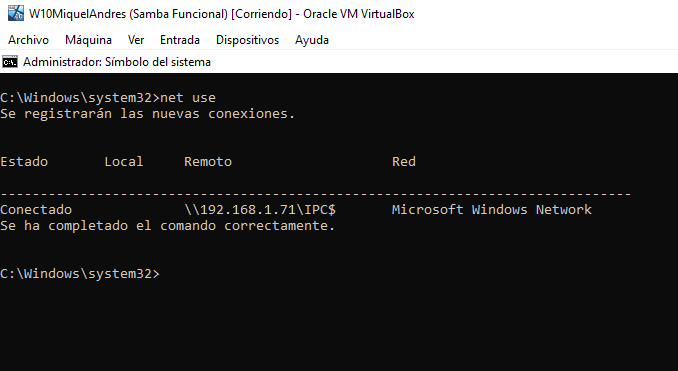 W10MiquelAndres (Samba Funcional) [Corriendo] - Oracle VM VirtualBox
Archivo Máquina Ver Entrada Dispositivos Ayuda
Administrador: Símbolo del sistema
C:\Windows\system32>net use
Se registrarán las nuevas conexiones.
Estado Local Remoto Red
-------------------------------------------------------------------------------
Conectado \\192.168.1.71\IPC$ Microsoft Windows Network
Se ha completado el comando correctamente.
C:\Windows\system32>